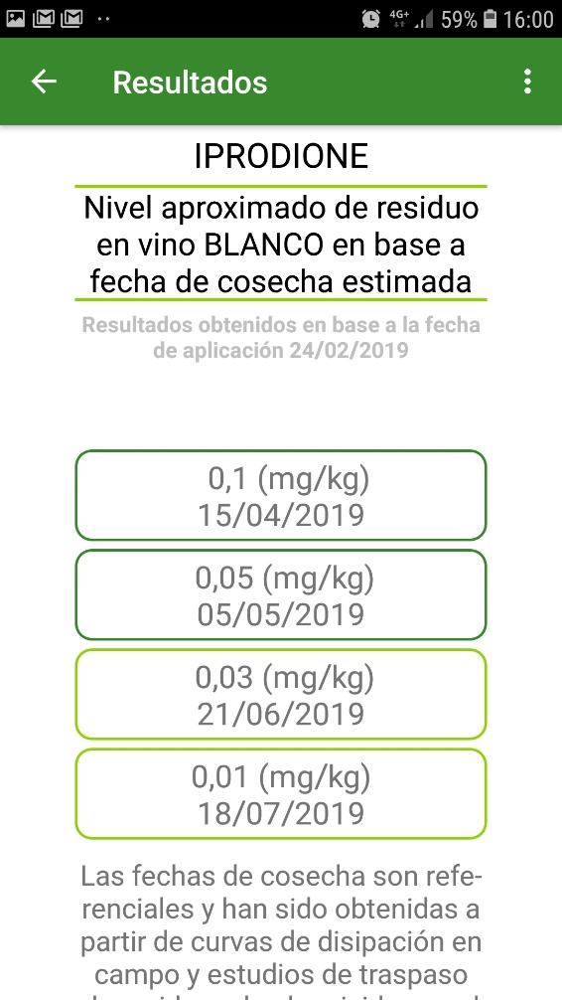 4G+ 59% 16:00
Resultados
IPRODIONE
Nivel aproximado de residuo
en vino BLANCO en base a
fecha de cosecha estimada
Resultados obtenidos en base a la fecha
de aplicación 24/02/2019
0,1 (mg/kg)
15/04/2019
0,05 (mg/kg)
05/05/2019
0,03 (mg/kg)
21/06/2019
0,01 (mg/kg)
18/07/2019
Las fechas de cosecha son refe-
renciales y han sido obtenidas a
partir de curvas de disipación en
campo y estudios de traspaso